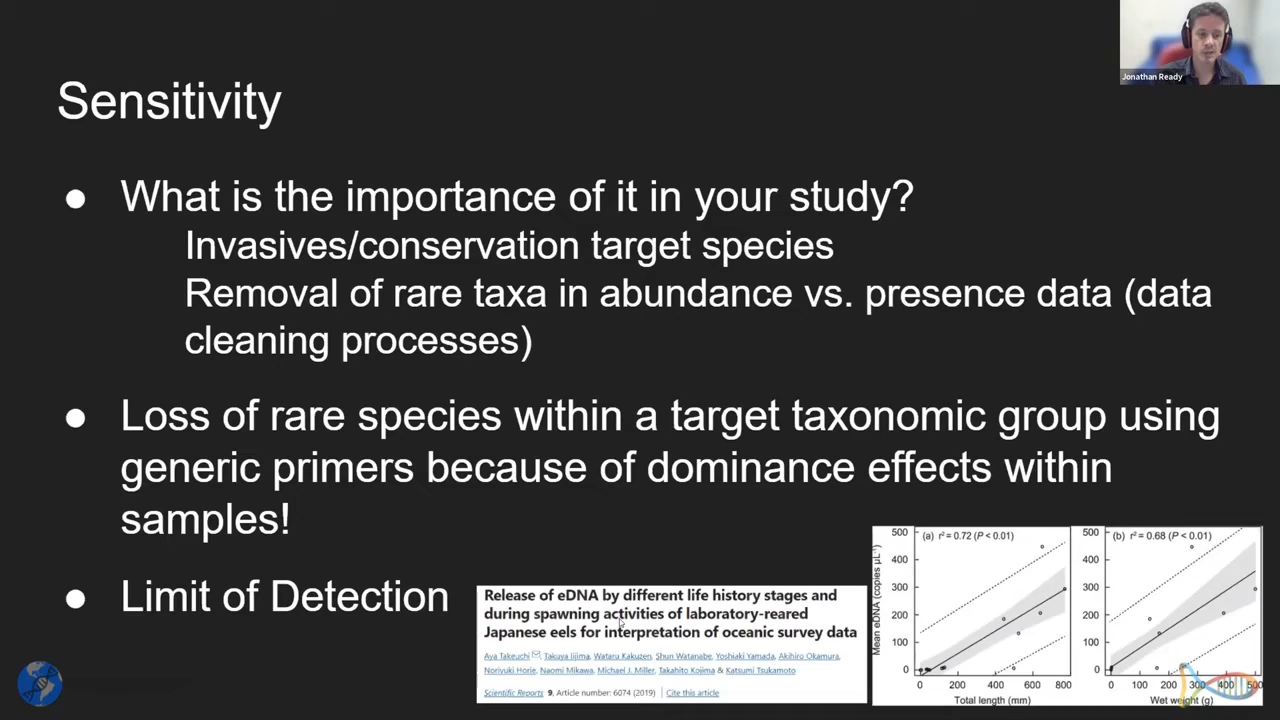 Jonathan Ready
Sensitivity
● What is the importance of it in your study?
Invasives/conservation target species
Removal of rare taxa in abundance vs. presence data (data
cleaning processes)
● Loss of rare species within a target taxonomic group using
generic primers because of dominance effects within
samples!
● Limit of Detection
Release of eDNA by different life history stages and
during spawning activities of laboratory-reared
Japanese eels for interpretation of oceanic survey data
Aya Takeuchi, Takuya Iijima, Wataru Kakuzen, Shun Watanabe, Yoshiaki Yamada, Akihiro Okamura,
Noriyuki Horie, Naomi Mikawa, Michael J. Miller, Takahito Kojima & Katsumi Tsukamoto
Scientific Reports 9, Article number: 6074 (2019) | Cite this article
(a) r² = 0.72 (P < 0.01)
Mean eDNA (copies µL⁻¹)
500
400
300
200
100
0
0 200 400 600 800
Total length (mm)
(b) r² = 0.68 (P < 0.01)
500
400
300
200
100
0
0 100 200 300 400 500
Wet weight (g)